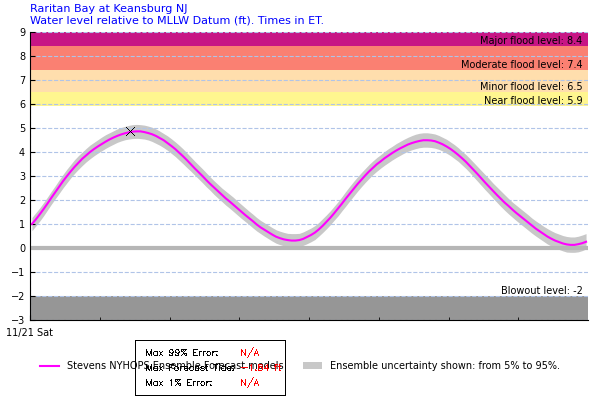 Raritan Bay at Keansburg NJ
Water level relative to MLLW Datum (ft). Times in ET.
9
Major flood level: 8.4
8
Moderate flood level: 7.4
7
Minor flood level: 6.5
Near flood level: 5.9
6
5
4
3
2
1
0
−1
Blowout level: -2
−2
−3
11/21 Sat
Max 99% Error: N/A
Stevens NYHOPS Ensemble Forecast models
Ensemble uncertainty shown: from 5% to 95%.
Max Forecast Tide:
Max 1% Error: N/A